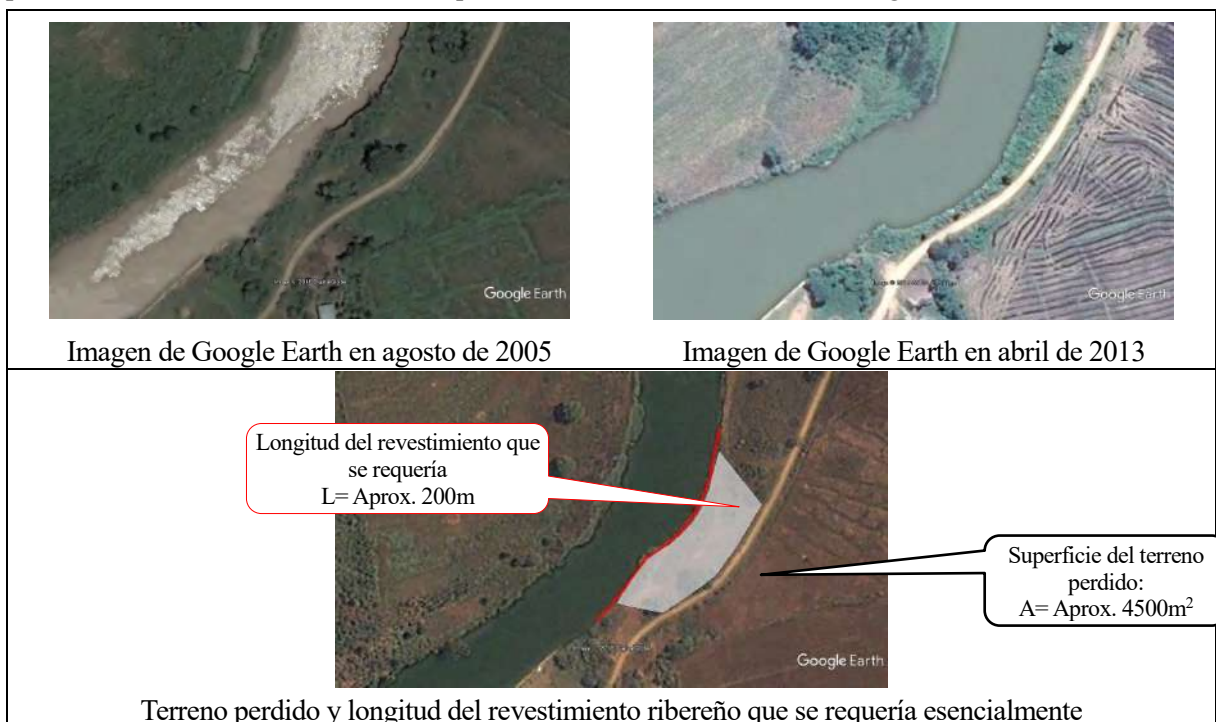 Google Earth
Google Earth
Imagen de Google Earth en agosto de 2005
Imagen de Google Earth en abril de 2013
Longitud del revestimiento que
se requería
L= Aprox. 200m
Superficie del terreno
perdido:
A= Aprox. 4500m²
Google Earth
Terreno perdido y longitud del revestimiento ribereño que se requería esencialmente